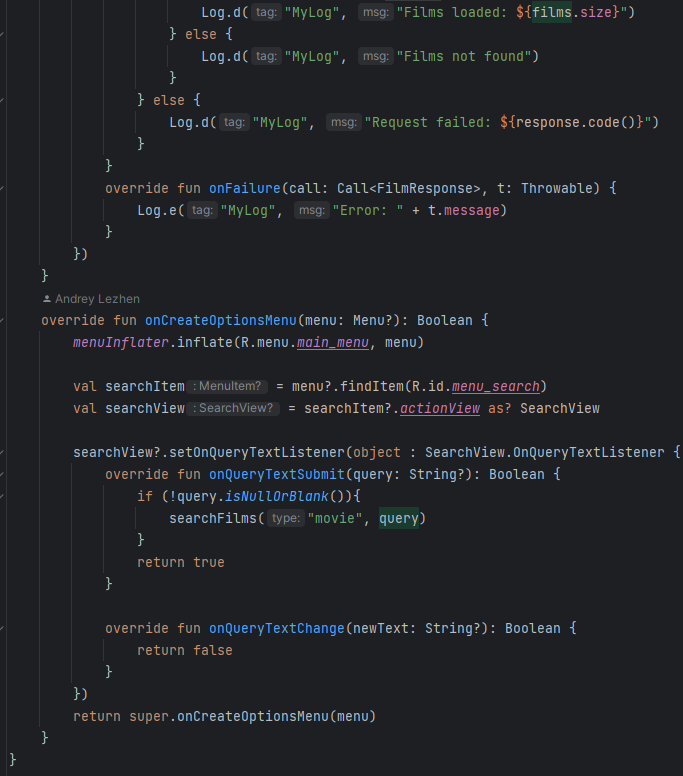 Log.d( tag: "MyLog", msg: "Films loaded: ${films.size}")
} else {
Log.d( tag: "MyLog", msg: "Films not found")
}
} else {
Log.d( tag: "MyLog", msg: "Request failed: ${response.code()}")
}
}
override fun onFailure(call: Call<FilmResponse>, t: Throwable) {
Log.e( tag: "MyLog", msg: "Error: " + t.message)
}
})
}
Andrey Lezhen
override fun onCreateOptionsMenu(menu: Menu?): Boolean {
menuInflater.inflate(R.menu.main_menu, menu)
val searchItem : MenuItem? = menu?.findItem(R.id.menu_search)
val searchView : SearchView? = searchItem?.actionView as? SearchView
searchView?.setOnQueryTextListener(object : SearchView.OnQueryTextListener {
override fun onQueryTextSubmit(query: String?): Boolean {
if (!query.isNullOrBlank()){
searchFilms( type: "movie", query)
}
return true
}
override fun onQueryTextChange(newText: String?): Boolean {
return false
}
})
return super.onCreateOptionsMenu(menu)
}
}